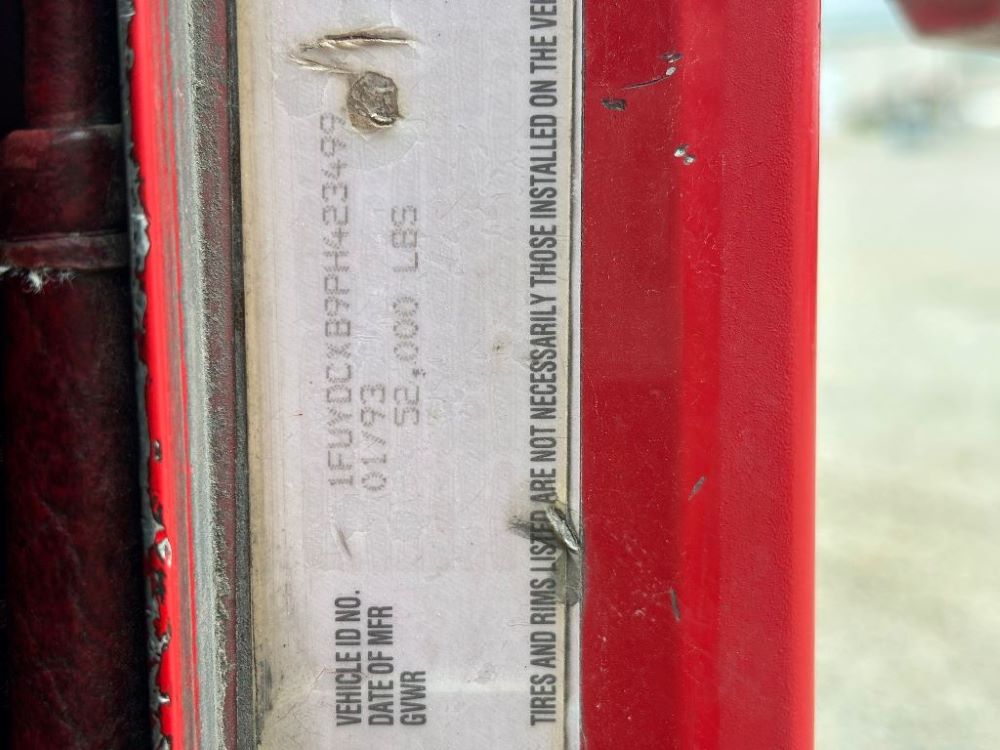 VEHICLE ID NO. 1FUYDCXB9PH423499
DATE OF MFR 01/93
GVWR 52,000 LBS
TIRES AND RIMS LISTED ARE NOT NECESSARILY THOSE INSTALLED ON THE